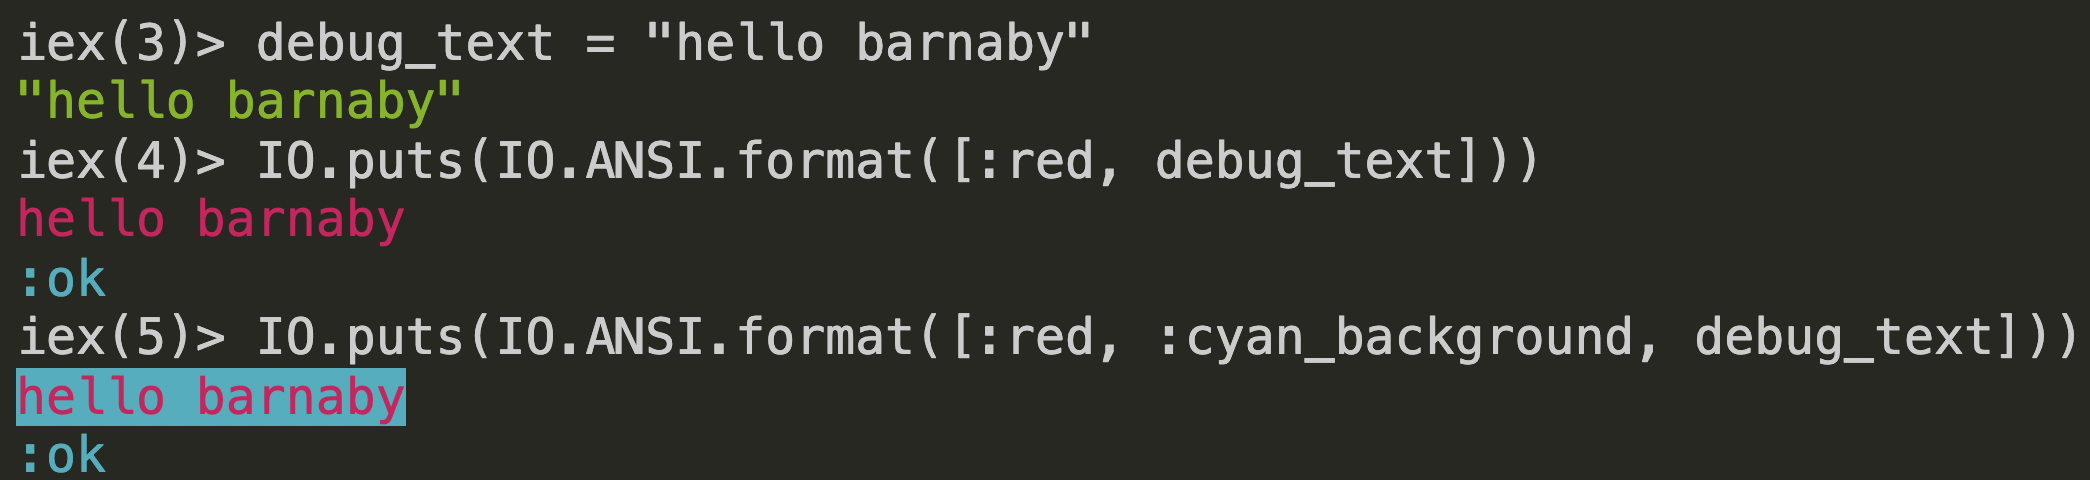 iex(3)> debug_text = "hello barnaby"
"hello barnaby"
iex(4)> IO.puts(IO.ANSI.format([:red, debug_text]))
hello barnaby
:ok
iex(5)> IO.puts(IO.ANSI.format([:red, :cyan_background, debug_text]))
hello barnaby
:ok